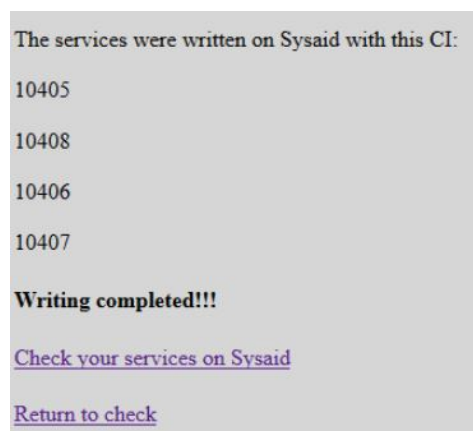 The services were written on Sysaid with this CI:
10405
10408
10406
10407
Writing completed!!!
Check your services on Sysaid
Return to check